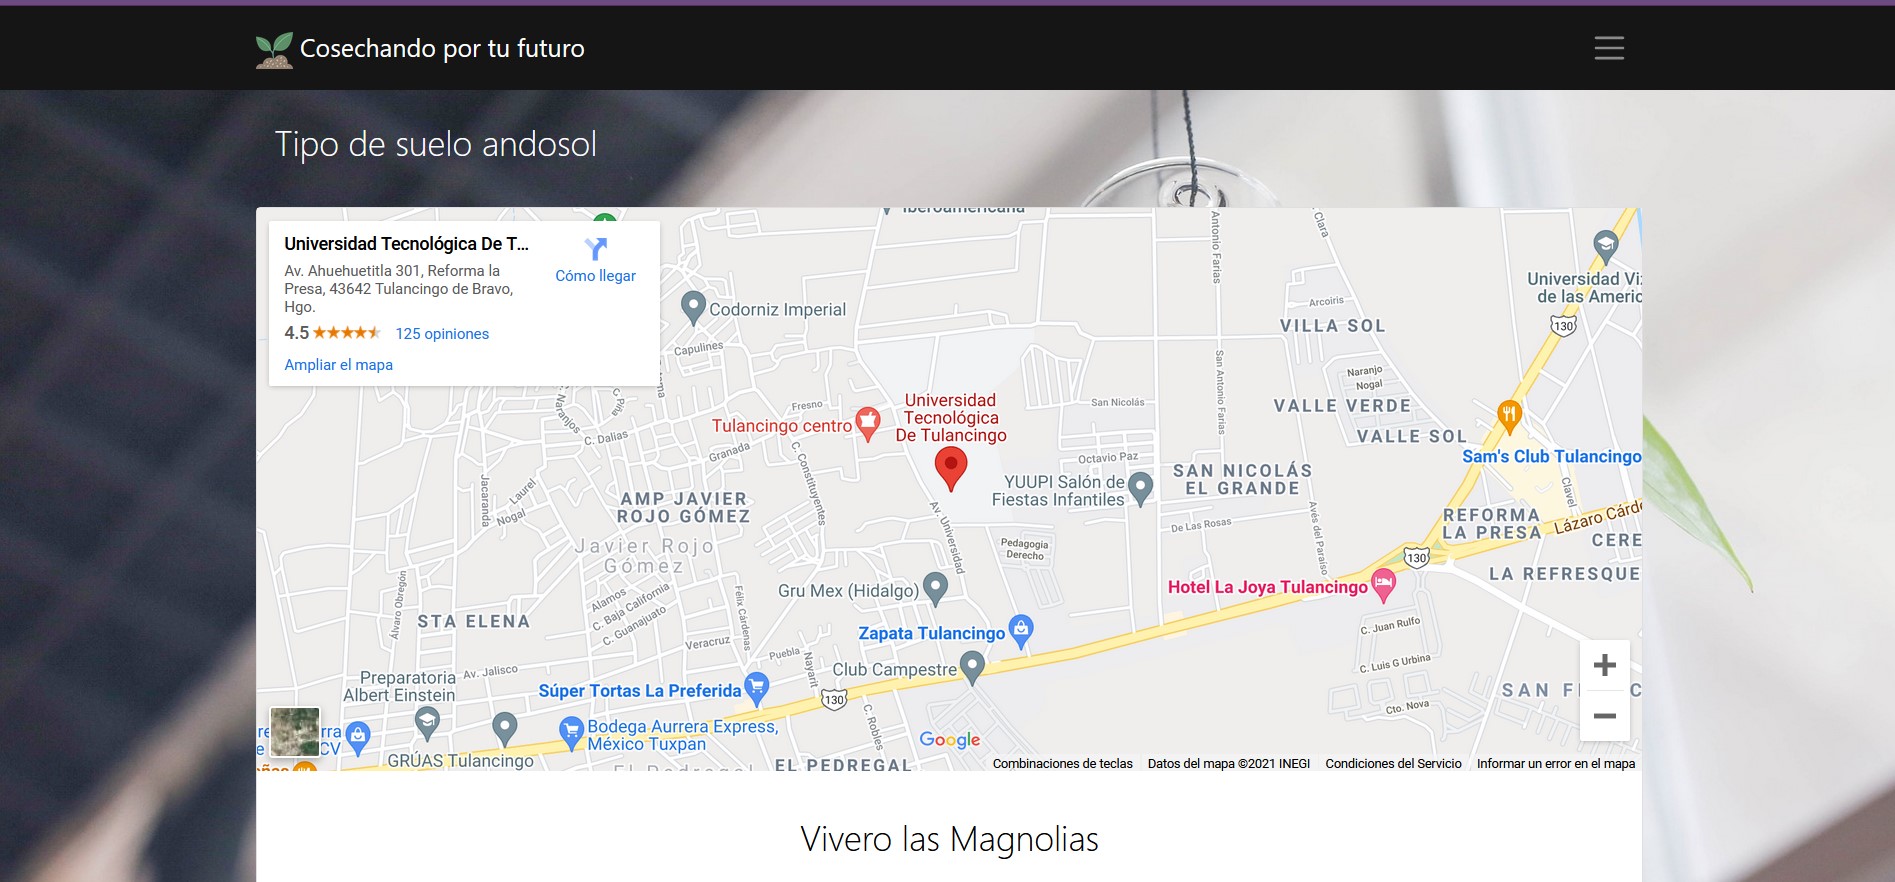 Cosechando por tu futuro
Tipo de suelo andosol
Universidad Tecnológica De T...
Av. Ahuehuetitla 301, Reforma la
Presa, 43642 Tulancingo de Bravo,
Hgo.
Cómo llegar
4.5
125 opiniones
Ampliar el mapa
Iberoamericana
Antonio Farias
Clara
Universidad Vi
de las Americ
130
Codorniz Imperial
Arcoiris
VILLA SOL
Capulines
Naranjo
Nogal
Naranjos
C. Dalias
Fresno
Granada
Tulancingo centro
Universidad
Tecnológica
De Tulancingo
San Nicolás
San Antonio Farias
VALLE VERDE
VALLE SOL
Sam's Club Tulancingo
Octavio Paz
SAN NICOLÁS
EL GRANDE
YUUPI Salón de
Fiestas Infantiles
C. Constituyentes
Jacaranda
Laurel
Nogal
AMP JAVIER
ROJO GÓMEZ
Javier Rojo
Gómez
Av. Universidad
De Las Rosas
Avés del Paraíso
Clavel
REFORMA
LA PRESA
Lázaro Cárde
CERE
Pedagogía
Derecho
130
LA REFRESQUE
Hotel La Joya Tulancingo
Gru Mex (Hidalgo)
Álvaro Obregón
Alamos
C. Baja California
C. Guanajuato
Félix Cárdenas
STA ELENA
Zapata Tulancingo
C. Juan Rulfo
Veracruz
Puebla
Nayarit
Club Campestre
C. Luis G Urbina
Preparatoria
Albert Einstein
Av. Jalisco
Súper Tortas La Preferida
130
SAN F
C
Cto. Nova
C. Robles
Bodega Aurrera Express,
México Tuxpan
rra
CV
GRÚAS Tulancingo
El Pedregal
EL PEDREGAL
Google
Combinaciones de teclas
Datos del mapa ©2021 INEGI
Condiciones del Servicio
Informar un error en el mapa
Vivero las Magnolias